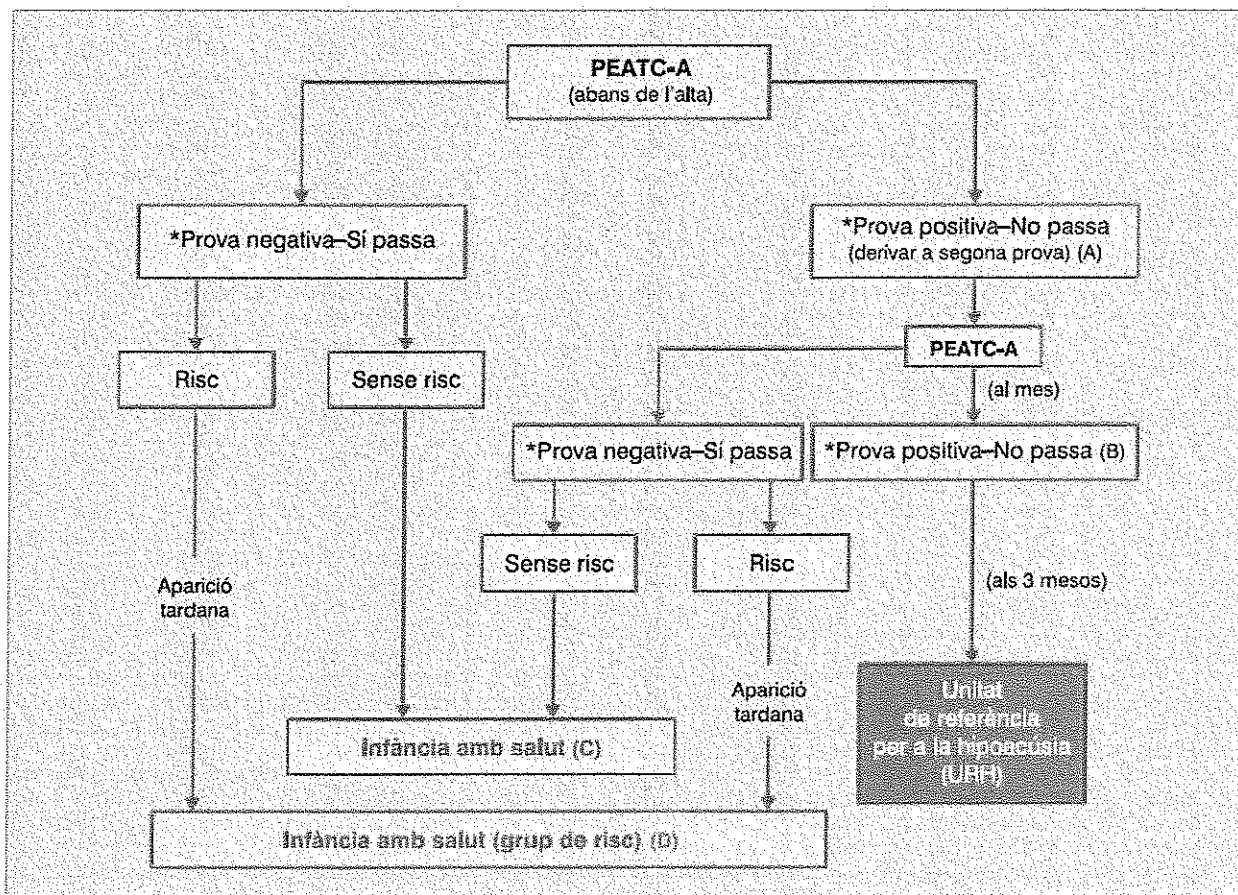 PEATC-A
(abans de l'alta)
*Prova negativa–Sí passa
*Prova positiva–No passa
(derivar a segona prova) (A)
Risc
Sense risc
PEATC-A
(al mes)
*Prova negativa–Sí passa
*Prova positiva–No passa (B)
Sense risc
Risc
Aparició
tardana
(als 3 mesos)
Aparició
tardana
Unitat
de referència
per a la hipoacúsia
(URH)
Infància amb salut (C)
Infància amb salut (grup de risc) (D)